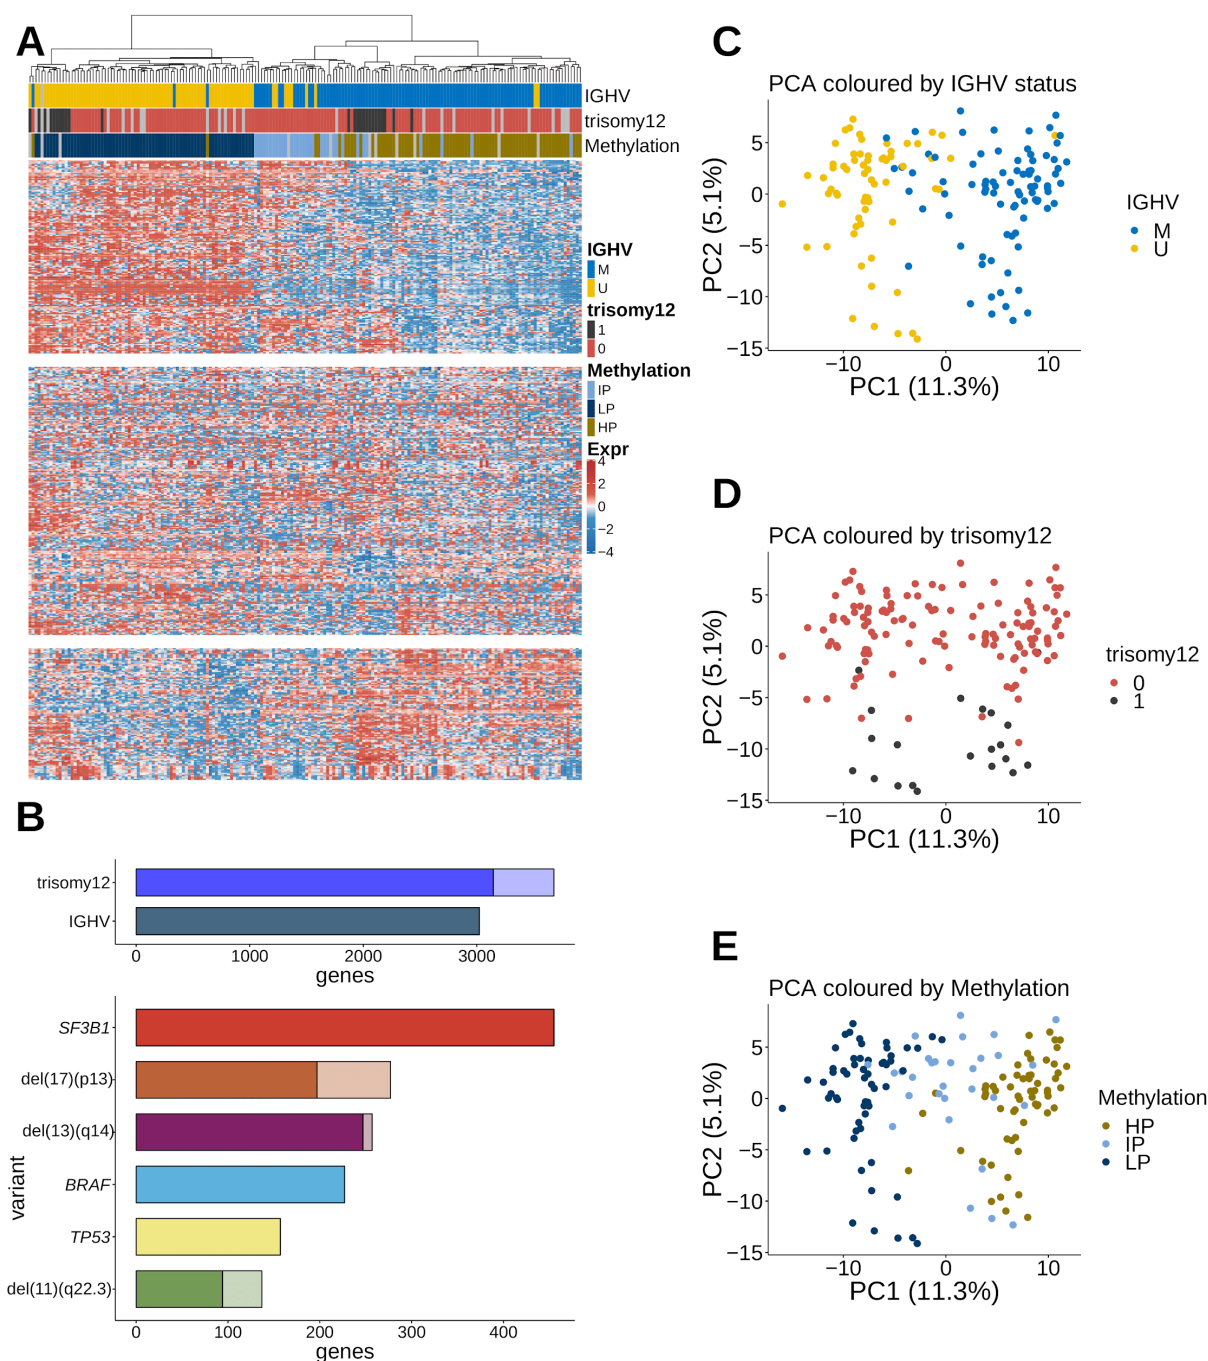 A
IGHV
trisomy12
Methylation
IGHV
M
U
trisomy12
1
0
Methylation
IP
LP
HP
Expr
4
2
0
−2
−4
B
trisomy12
IGHV
0 1000 2000 3000
genes
variant
SF3B1
del(17)(p13)
del(13)(q14)
BRAF
TP53
del(11)(q22.3)
0 100 200 300 400
genes
C
PCA coloured by IGHV status
PC2 (5.1%)
5
0
−5
−10
−15
−10 0 10
PC1 (11.3%)
IGHV
M
U
D
PCA coloured by trisomy12
PC2 (5.1%)
5
0
−5
−10
−15
−10 0 10
PC1 (11.3%)
trisomy12
0
1
E
PCA coloured by Methylation
PC2 (5.1%)
5
0
−5
−10
−15
−10 0 10
PC1 (11.3%)
Methylation
HP
IP
LP